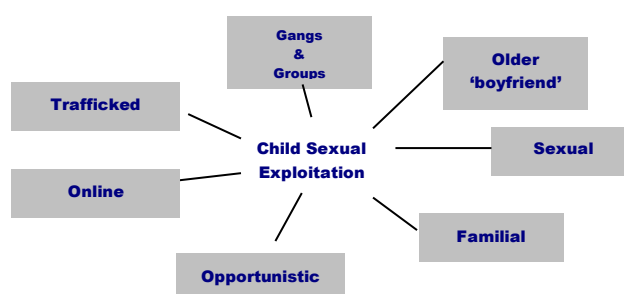 Gangs
&
Groups
Older
‘boyfriend’
Trafficked
Child Sexual
Exploitation
Sexual
Online
Familial
Opportunistic